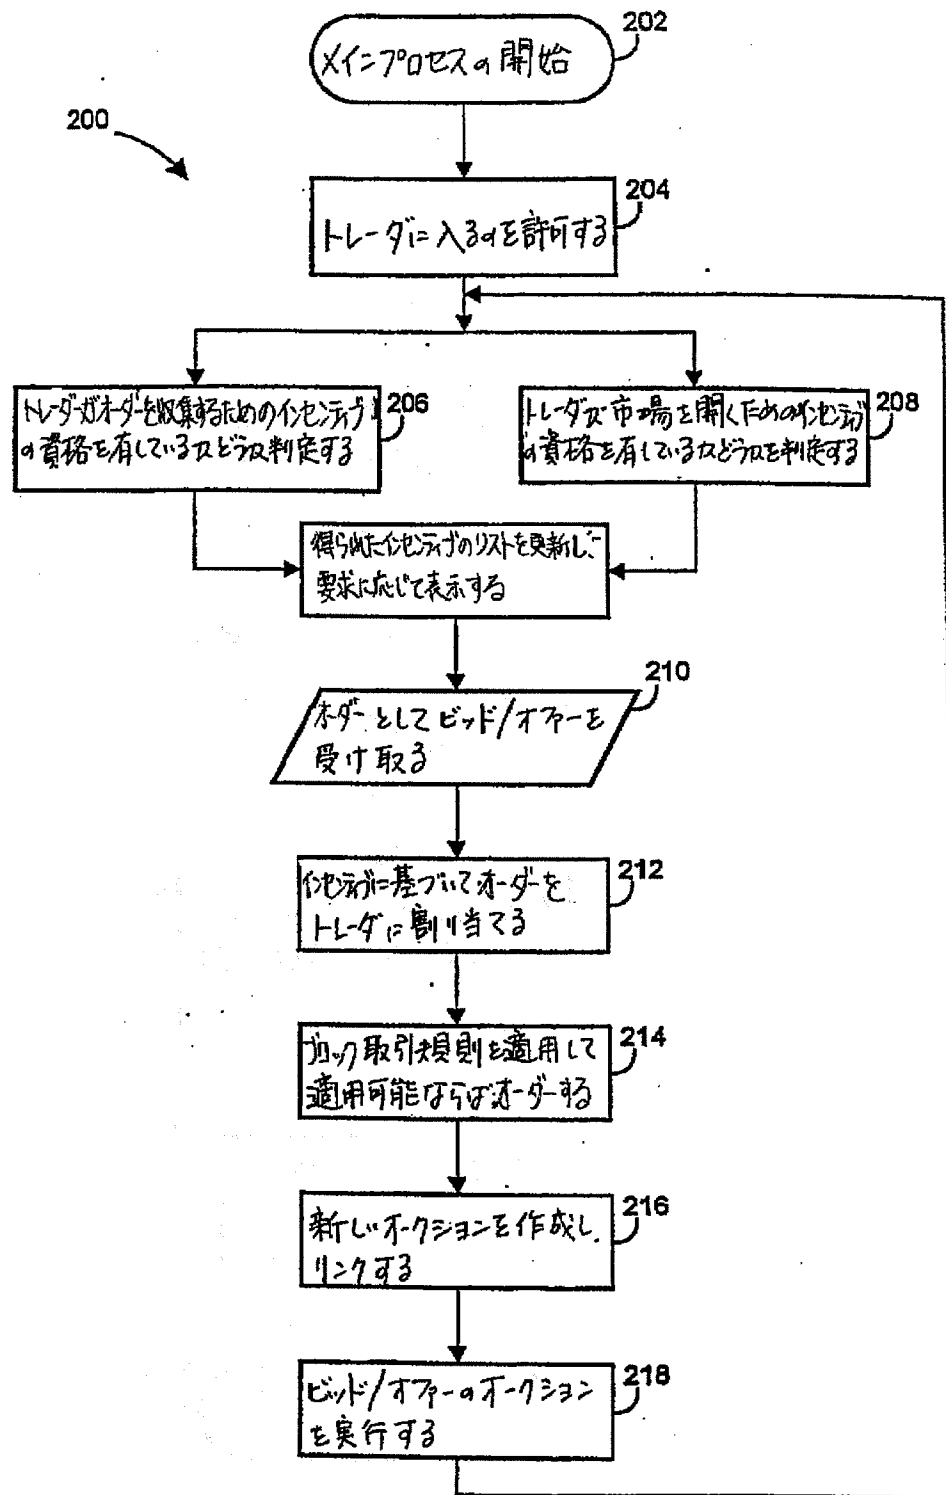 202
メインプロセスの開始
200
204
トレーダに入るのを許可する
トレーダーがオーダーを収集するためのインセンティブ
の資格を有しているかどうか判定する
206
トレーダが市場を開くためのインセンティブ
の資格を有しているかどうかを判定する
208
得られたインセンティブのリストを更新し、
要求に応じて表示する
210
オーダーとしてビッド/オファーを
受け取る
インセンティブに基づいてオーダーを
トレーダに割り当てる
212
ブロック取引規則を適用して
適用可能ならばオーダーする
214
新しいオークションを作成し、
リンクする
216
ビッド/オファーのオークション
を実行する
218